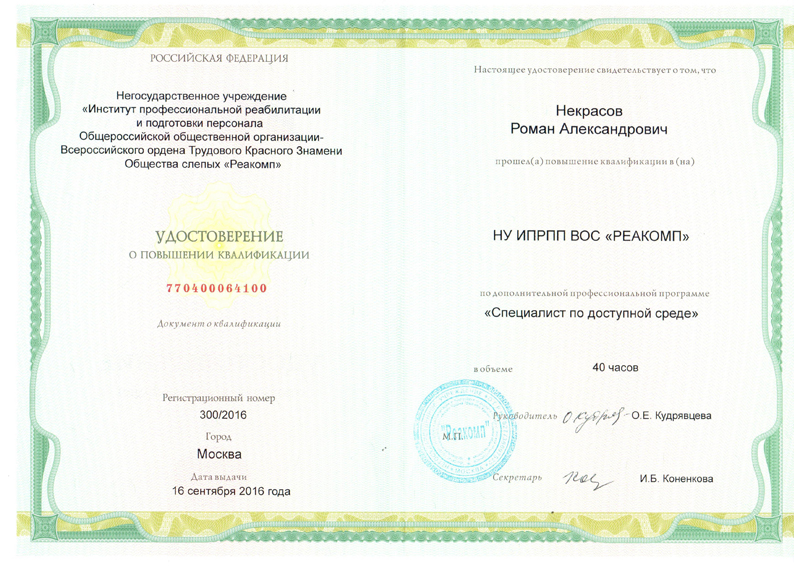 РОССИЙСКАЯ ФЕДЕРАЦИЯ
Негосударственное учреждение
«Институт профессиональной реабилитации
и подготовки персонала
Общероссийской общественной организации-
Всероссийского ордена Трудового Красного Знамени
Общества слепых «Реакомп»
УДОСТОВЕРЕНИЕ
О ПОВЫШЕНИИ КВАЛИФИКАЦИИ
770400064100
Документ о квалификации
Регистрационный номер
300/2016
Город
Москва
Дата выдачи
16 сентября 2016 года
Настоящее удостоверение свидетельствует о том, что
Некрасов
Роман Александрович
прошел(а) повышение квалификации в (на)
НУ ИПРПП ВОС «РЕАКОМП»
по дополнительной профессиональной программе
«Специалист по доступной среде»
в объеме 40 часов
Руководитель О.Е. Кудрявцева
М.П. "Реакомп"
Секретарь И.Б. Коненкова